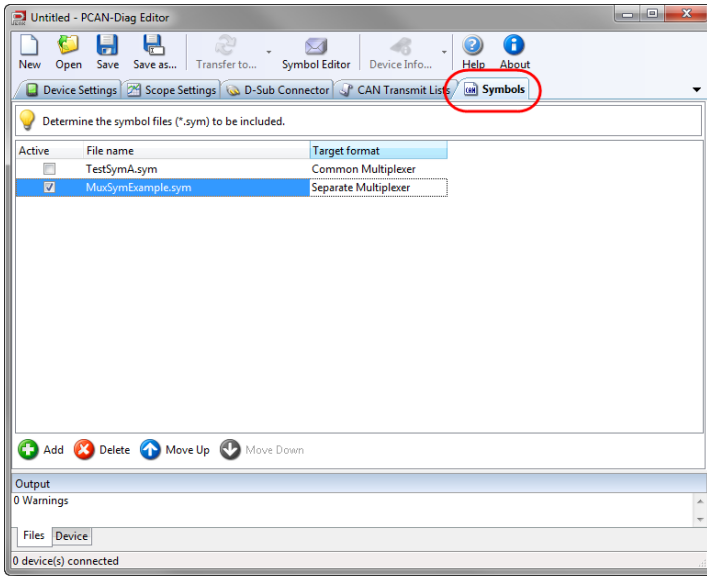 Untitled - PCAN-Diag Editor
New Open Save Save as... Transfer to... Symbol Editor Device Info... Help About
Device Settings Scope Settings D-Sub Connector CAN Transmit Lists Symbols
Determine the symbol files (*.sym) to be included.
Active File name Target format
TestSymA.sym Common Multiplexer
MuxSymExample.sym Separate Multiplexer
Add Delete Move Up Move Down
Output
0 Warnings
Files Device
0 device(s) connected